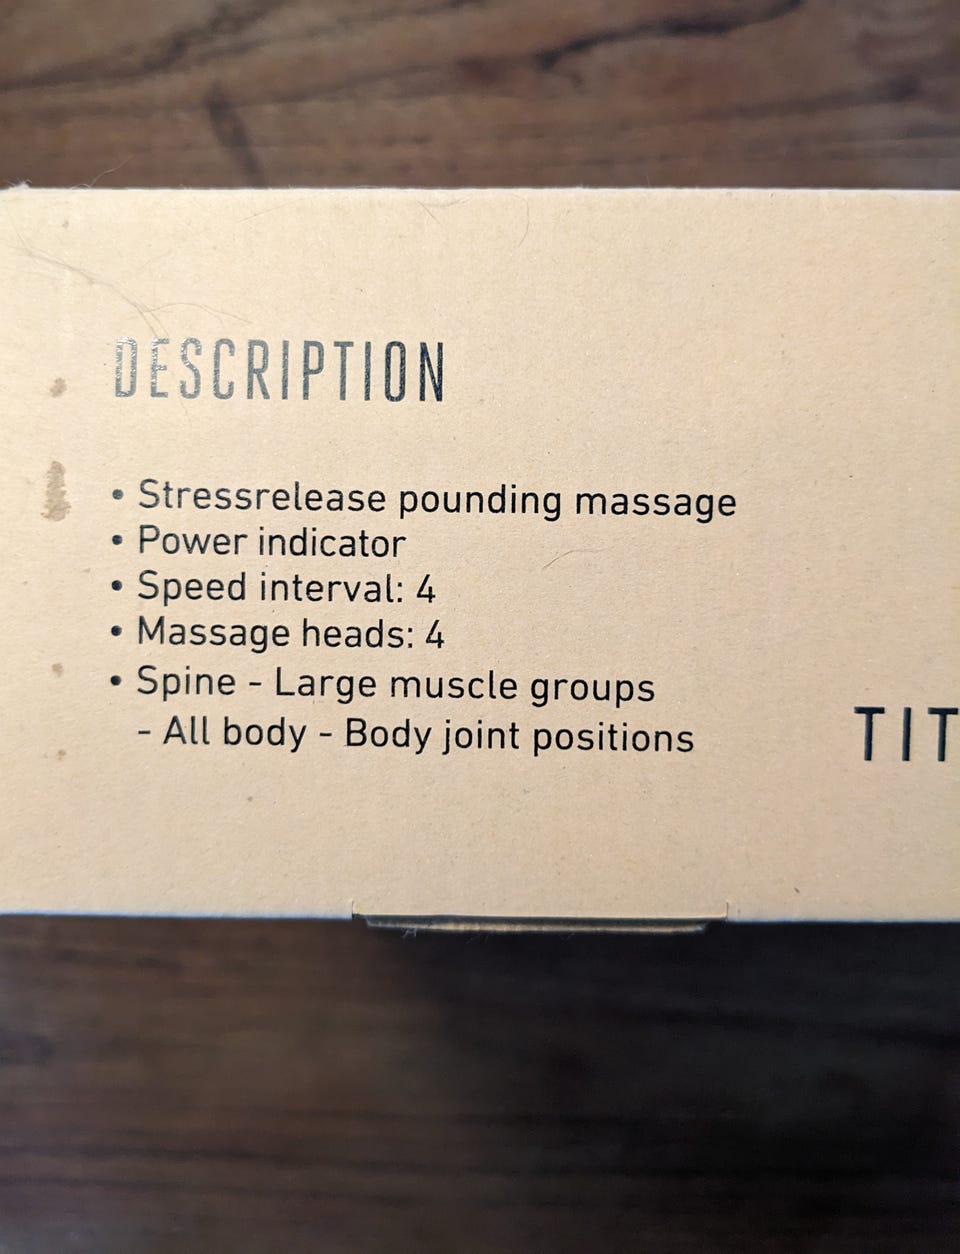 DESCRIPTION
• Stressrelease pounding massage
• Power indicator
• Speed interval: 4
• Massage heads: 4
• Spine - Large muscle groups
- All body - Body joint positions
TIT